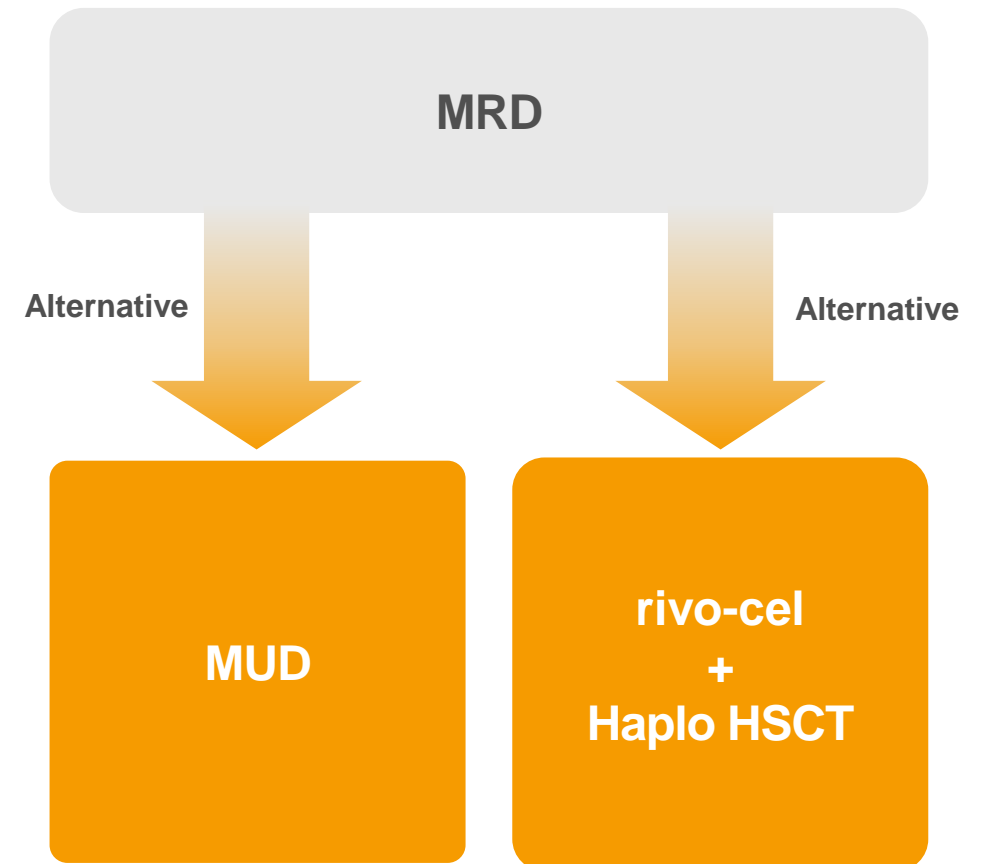 MRD
Alternative
Alternative
MUD
rivo-cel
+
Haplo HSCT